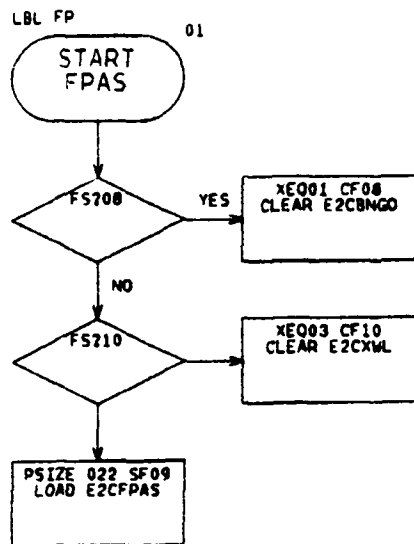 LBL FP
01
START
FPAS
FS?08
YES
XEQ01 CF08
CLEAR E2CBNGO
NO
FS?10
XEQ03 CF10
CLEAR E2CXWL
PSIZE 022 SF09
LOAD E2CFPAS